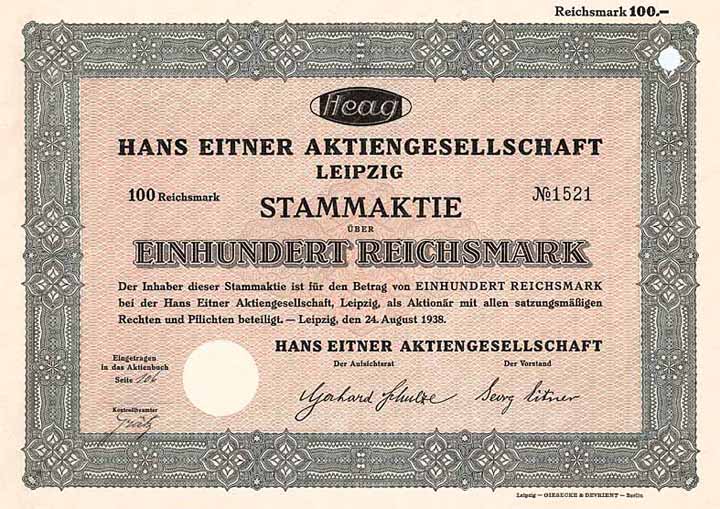 Reichsmark 100.—
Heag
HANS EITNER AKTIENGESELLSCHAFT
LEIPZIG
100 Reichsmark
№1521
STAMMAKTIE
ÜBER
EINHUNDERT REICHSMARK
Der Inhaber dieser Stammaktie ist für den Betrag von EINHUNDERT REICHSMARK
bei der Hans Eitner Aktiengesellschaft, Leipzig, als Aktionär mit allen satzungsmäßigen
Rechten und Pflichten beteiligt. — Leipzig, den 24. August 1938.
HANS EITNER AKTIENGESELLSCHAFT
Der Aufsichtsrat
Der Vorstand
Eingetragen
in das Aktienbuch
Seite 106
Gerhard Schulze
Georg Eitner
Kontrollbeamter
Leipzig — GIESECKE & DEVRIENT — Berlin